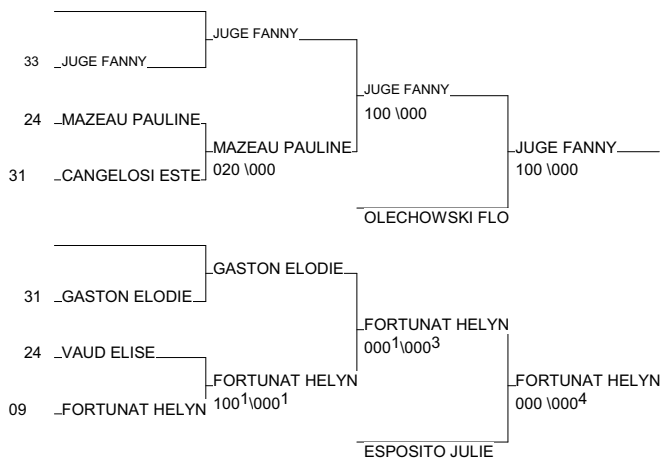 JUGE FANNY
33 JUGE FANNY
JUGE FANNY
100 \000
24 MAZEAU PAULINE
MAZEAU PAULINE
020 \000
JUGE FANNY
100 \000
31 CANGELOSI ESTE
OLECHOWSKI FLO
GASTON ELODIE
31 GASTON ELODIE
FORTUNAT HELYN
000¹\000³
24 VAUD ELISE
FORTUNAT HELYN
100¹\000¹
FORTUNAT HELYN
000 \000⁴
09 FORTUNAT HELYN
ESPOSITO JULIE